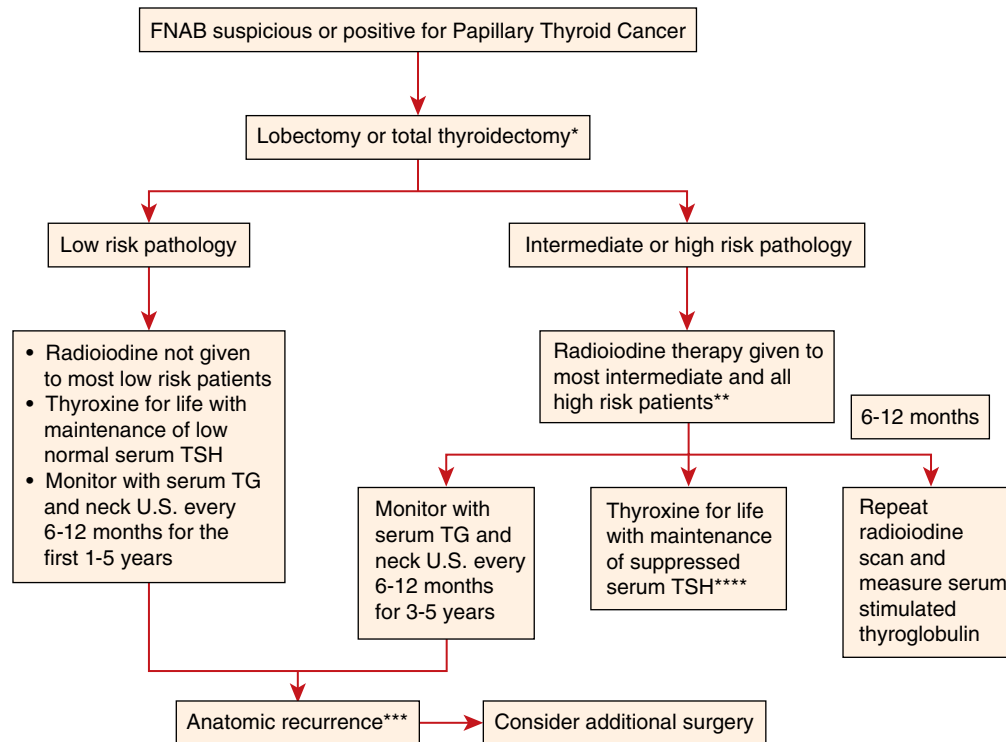 FNAB suspicious or positive for Papillary Thyroid Cancer
Lobectomy or total thyroidectomy*
Low risk pathology
Intermediate or high risk pathology
• Radioiodine not given
to most low risk patients
• Thyroxine for life with
maintenance of low
normal serum TSH
• Monitor with serum TG
and neck U.S. every
6-12 months for the
first 1-5 years
Radioiodine therapy given to
most intermediate and all
high risk patients**
6-12 months
Monitor with
serum TG and
neck U.S. every
6-12 months
for 3-5 years
Thyroxine for life
with maintenance
of suppressed
serum TSH****
Repeat
radioiodine
scan and
measure serum
stimulated
thyroglobulin
Anatomic recurrence***
Consider additional surgery